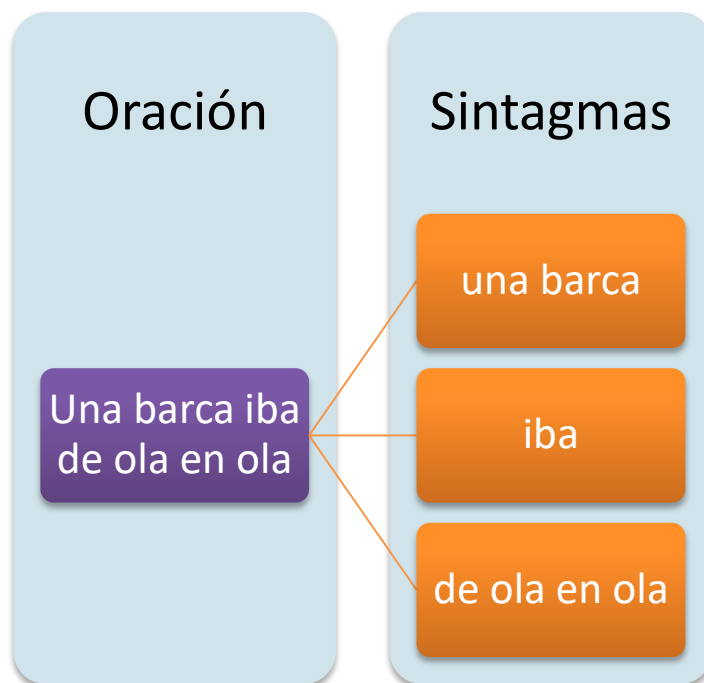 Oración
Sintagmas
una barca
Una barca iba
de ola en ola
iba
de ola en ola